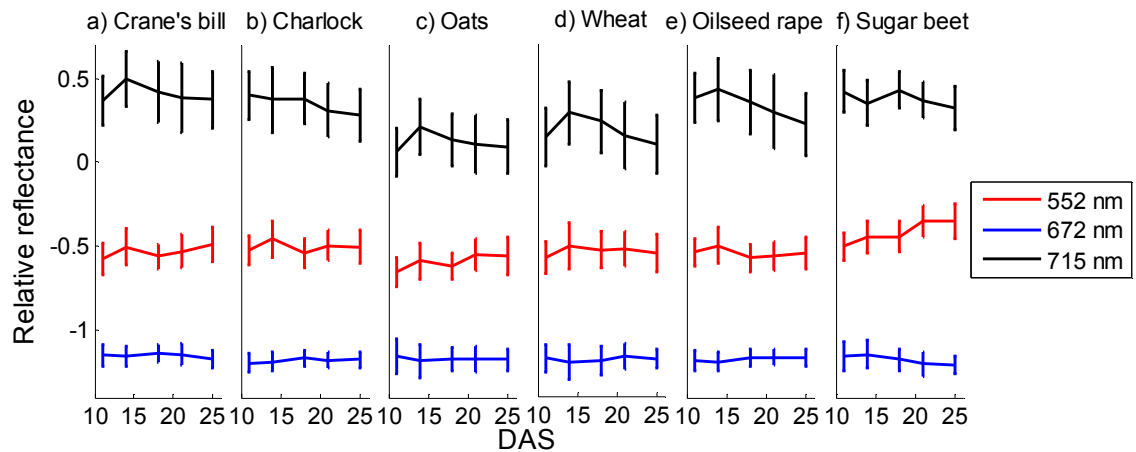 a) Crane's bill b) Charlock c) Oats d) Wheat e) Oilseed rape f) Sugar beet
Relative reflectance
0.5
0
-0.5
-1
552 nm
672 nm
715 nm
10 15 20 25 10 15 20 25 10 15 20 25 10 15 20 25 10 15 20 25 10 15 20 25
DAS